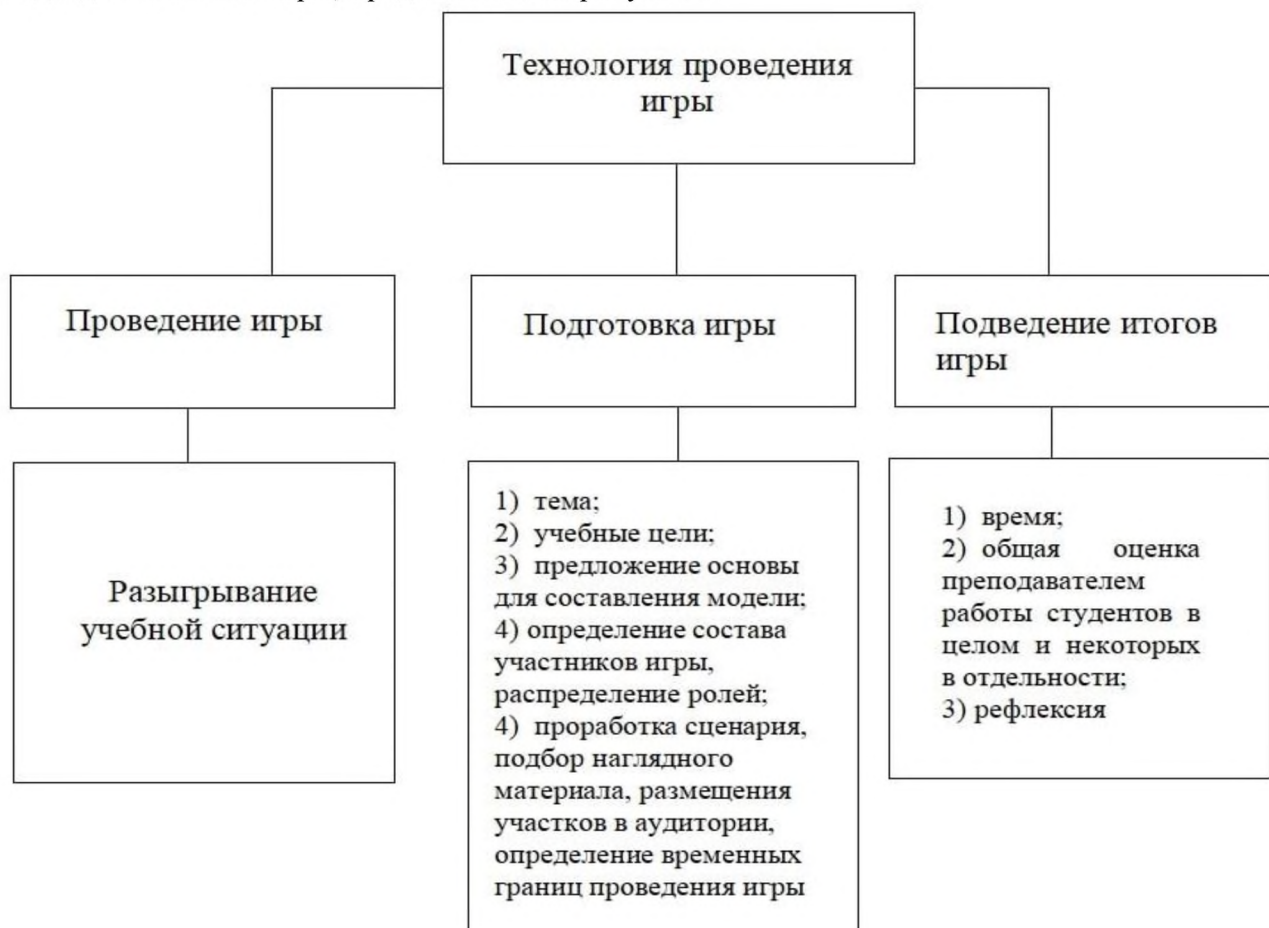 Технология проведения
игры
Проведение игры
Подготовка игры
Подведение итогов
игры
Разыгрывание
учебной ситуации
1) тема;
2) учебные цели;
3) предложение основы
для составления модели;
4) определение состава
участников игры,
распределение ролей;
4) проработка сценария,
подбор наглядного
материала, размещения
участков в аудитории,
определение временных
границ проведения игры
1) время;
2) общая оценка
преподавателем
работы студентов в
целом и некоторых
в отдельности;
3) рефлексия